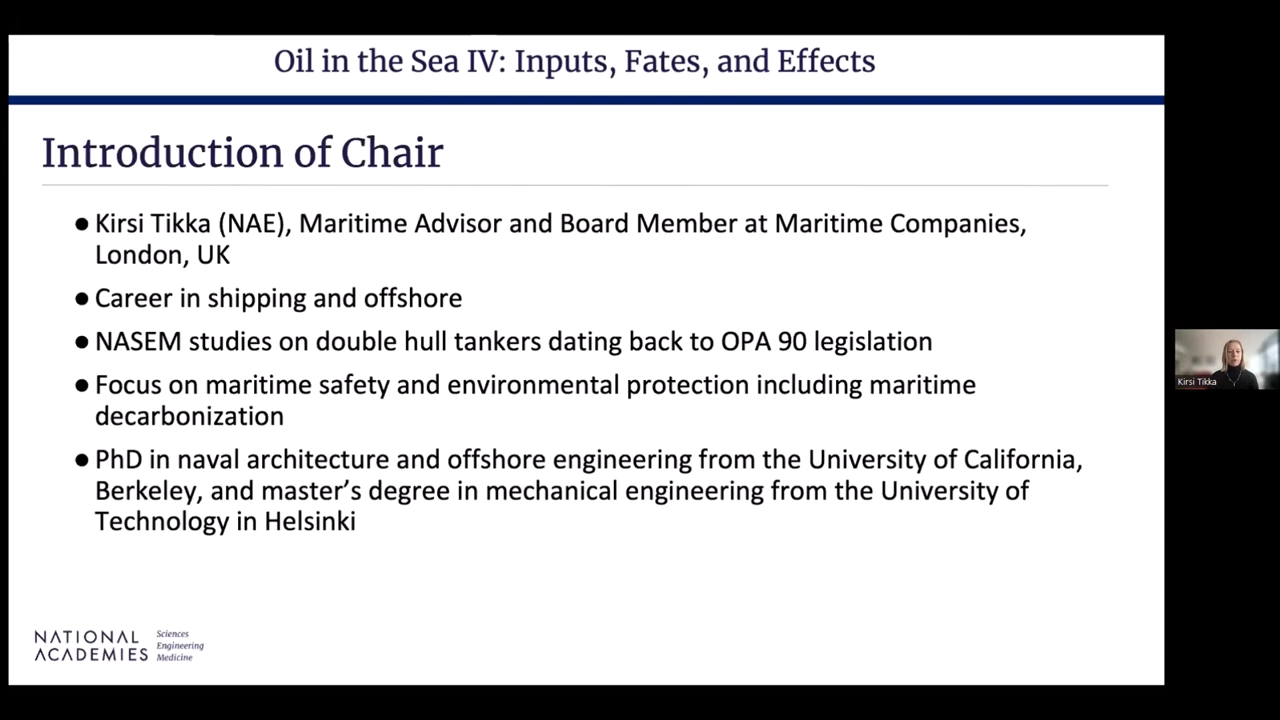 Oil in the Sea IV: Inputs, Fates, and Effects
Introduction of Chair
● Kirsi Tikka (NAE), Maritime Advisor and Board Member at Maritime Companies,
London, UK
● Career in shipping and offshore
● NASEM studies on double hull tankers dating back to OPA 90 legislation
● Focus on maritime safety and environmental protection including maritime
decarbonization
● PhD in naval architecture and offshore engineering from the University of California,
Berkeley, and master’s degree in mechanical engineering from the University of
Technology in Helsinki
Kirsi Tikka
NATIONAL
ACADEMIES
Sciences
Engineering
Medicine